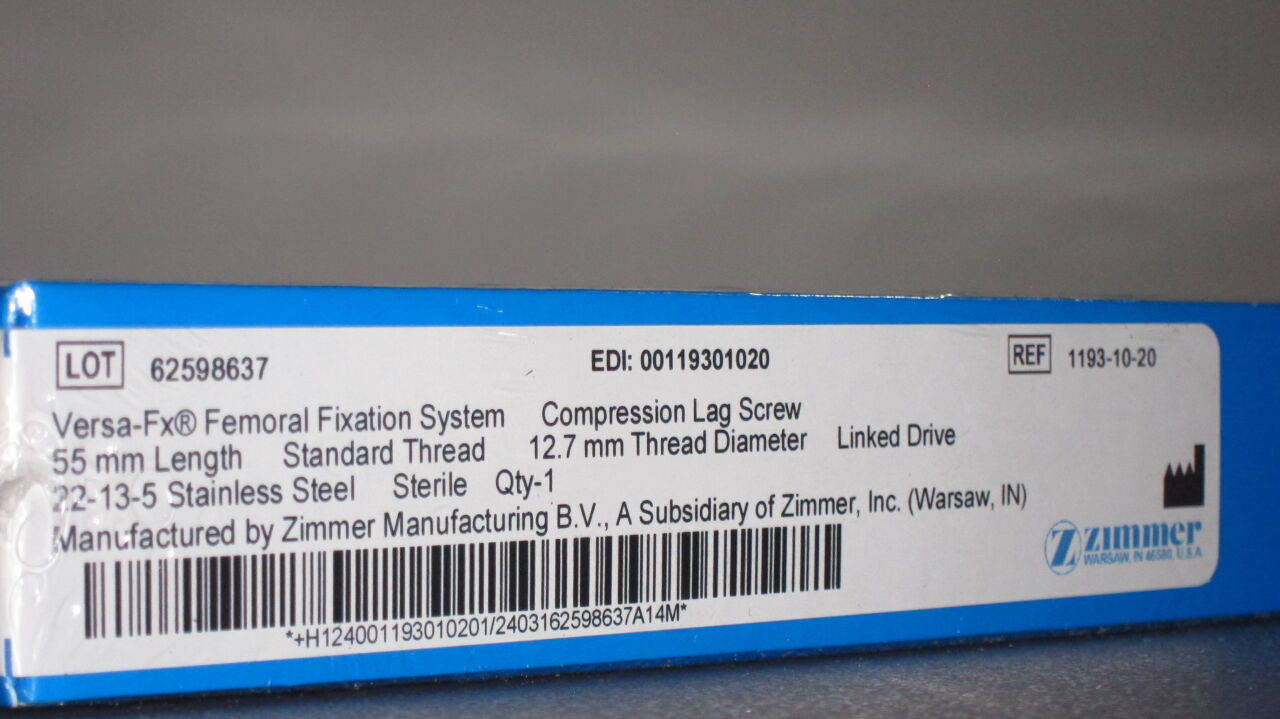 LOT 62598637 EDI: 00119301020 REF 1193-10-20
Versa-Fx® Femoral Fixation System Compression Lag Screw
55 mm Length Standard Thread 12.7 mm Thread Diameter Linked Drive
22-13-5 Stainless Steel Sterile Qty-1
Manufactured by Zimmer Manufacturing B.V., A Subsidiary of Zimmer, Inc. (Warsaw, IN)
Z zimmer
WARSAW, IN 46580, U.S.A.
*+H124001193010201/2403162598637A14M*